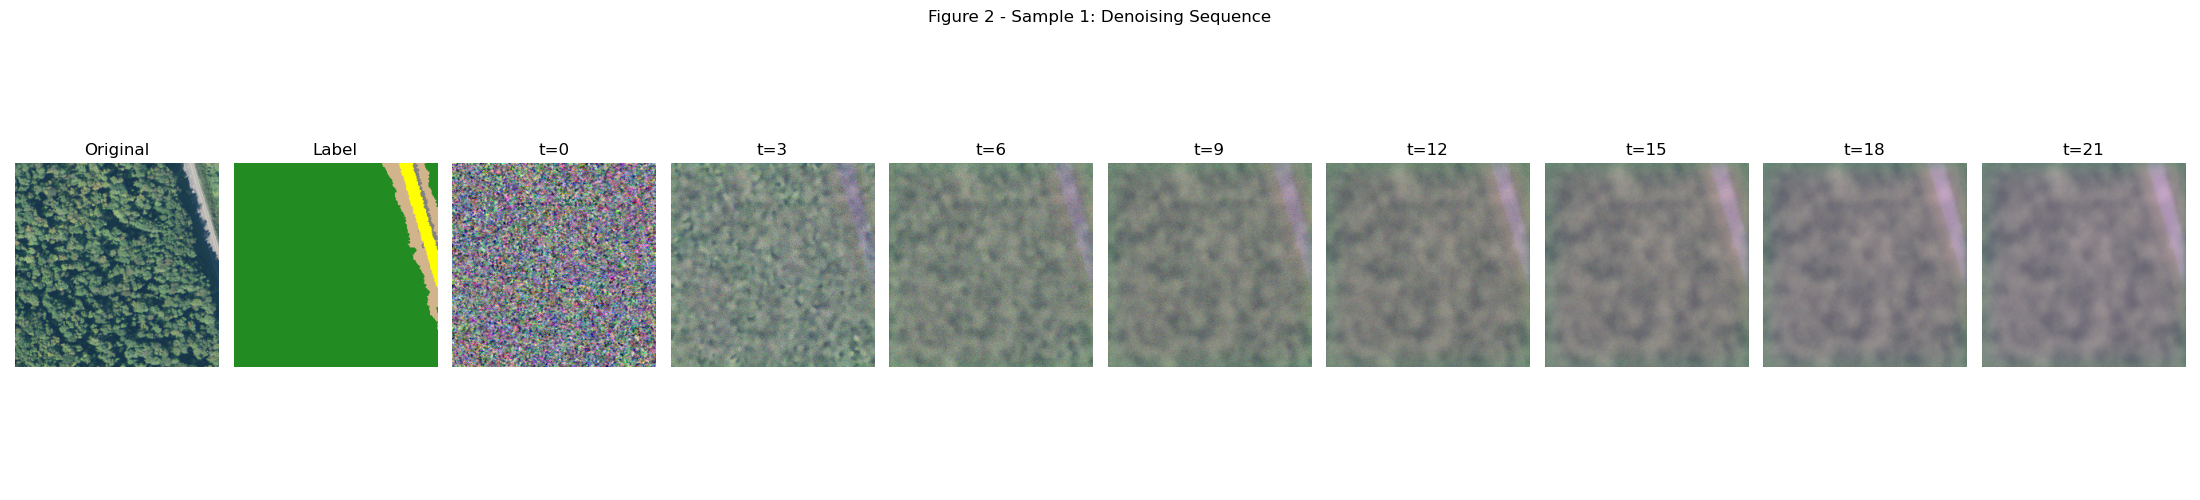 Figure 2 - Sample 1: Denoising Sequence
Original Label t=0 t=3 t=6 t=9 t=12 t=15 t=18 t=21